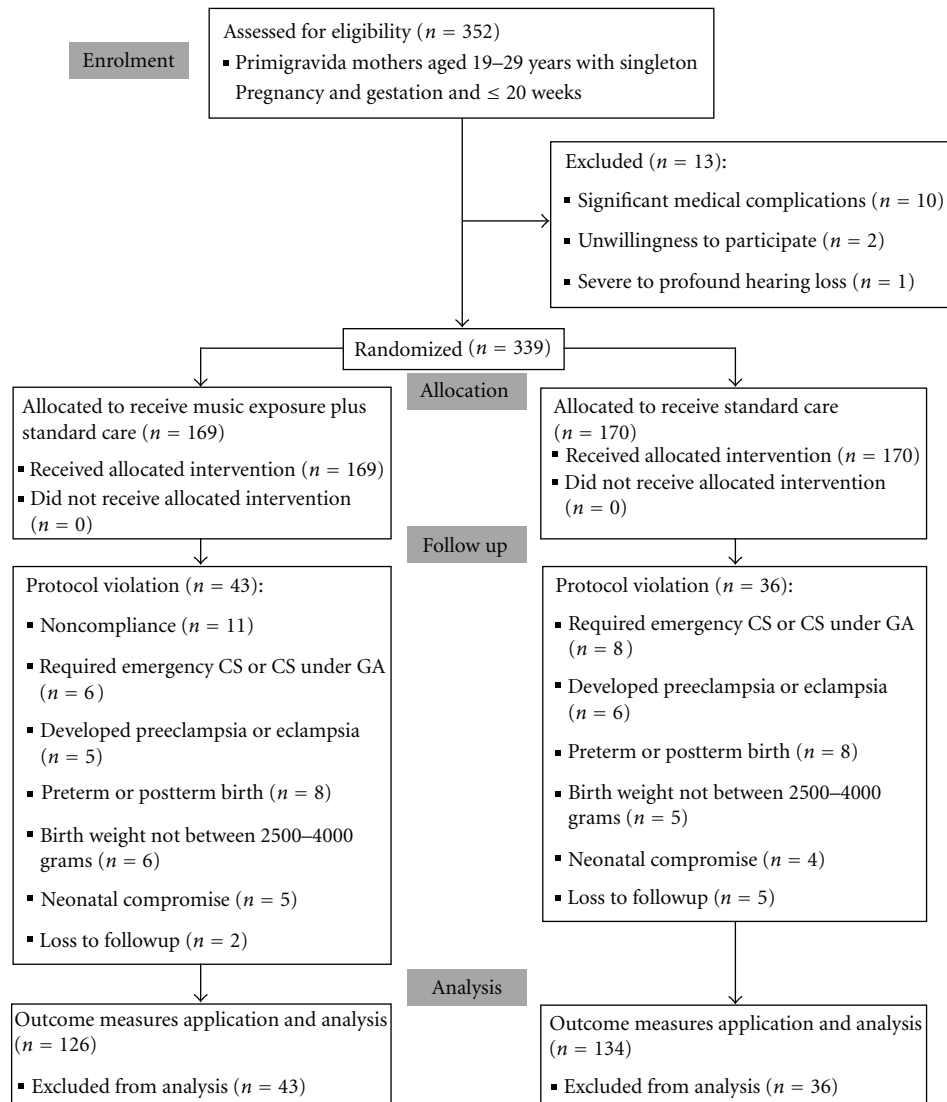 Enrolment
Assessed for eligibility (n = 352)
▪ Primigravida mothers aged 19–29 years with singleton
Pregnancy and gestation and ≤ 20 weeks
Excluded (n = 13):
▪ Significant medical complications (n = 10)
▪ Unwillingness to participate (n = 2)
▪ Severe to profound hearing loss (n = 1)
Randomized (n = 339)
Allocation
Allocated to receive music exposure plus
standard care (n = 169)
▪ Received allocated intervention (n = 169)
▪ Did not receive allocated intervention
(n = 0)
Allocated to receive standard care
(n = 170)
▪ Received allocated intervention (n = 170)
▪ Did not receive allocated intervention
(n = 0)
Follow up
Protocol violation (n = 43):
▪ Noncompliance (n = 11)
▪ Required emergency CS or CS under GA
(n = 6)
▪ Developed preeclampsia or eclampsia
(n = 5)
▪ Preterm or postterm birth (n = 8)
▪ Birth weight not between 2500–4000
grams (n = 6)
▪ Neonatal compromise (n = 5)
▪ Loss to followup (n = 2)
Protocol violation (n = 36):
▪ Required emergency CS or CS under GA
(n = 8)
▪ Developed preeclampsia or eclampsia
(n = 6)
▪ Preterm or postterm birth (n = 8)
▪ Birth weight not between 2500–4000
grams (n = 5)
▪ Neonatal compromise (n = 4)
▪ Loss to followup (n = 5)
Analysis
Outcome measures application and analysis
(n = 126)
▪ Excluded from analysis (n = 43)
Outcome measures application and analysis
(n = 134)
▪ Excluded from analysis (n = 36)